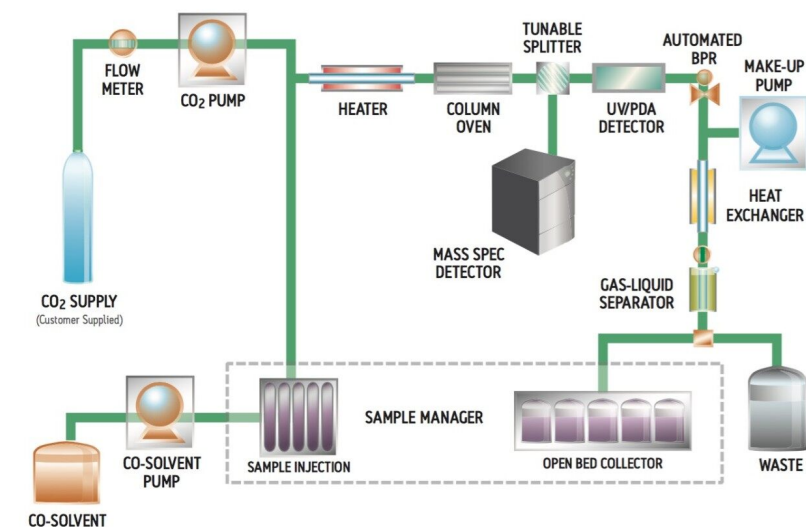 FLOW
METER
CO₂ PUMP
HEATER
COLUMN
OVEN
TUNABLE
SPLITTER
UV/PDA
DETECTOR
AUTOMATED
BPR
MAKE-UP
PUMP
MASS SPEC
DETECTOR
HEAT
EXCHANGER
GAS-LIQUID
SEPARATOR
CO₂ SUPPLY
(Customer Supplied)
CO-SOLVENT
CO-SOLVENT
PUMP
SAMPLE INJECTION
SAMPLE MANAGER
OPEN BED COLLECTOR
WASTE